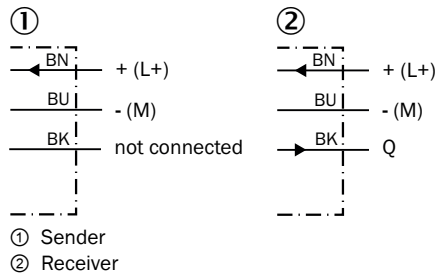 ① ②
BN + (L+) BN + (L+)
BU - (M) BU - (M)
BK not connected BK Q
① Sender
② Receiver